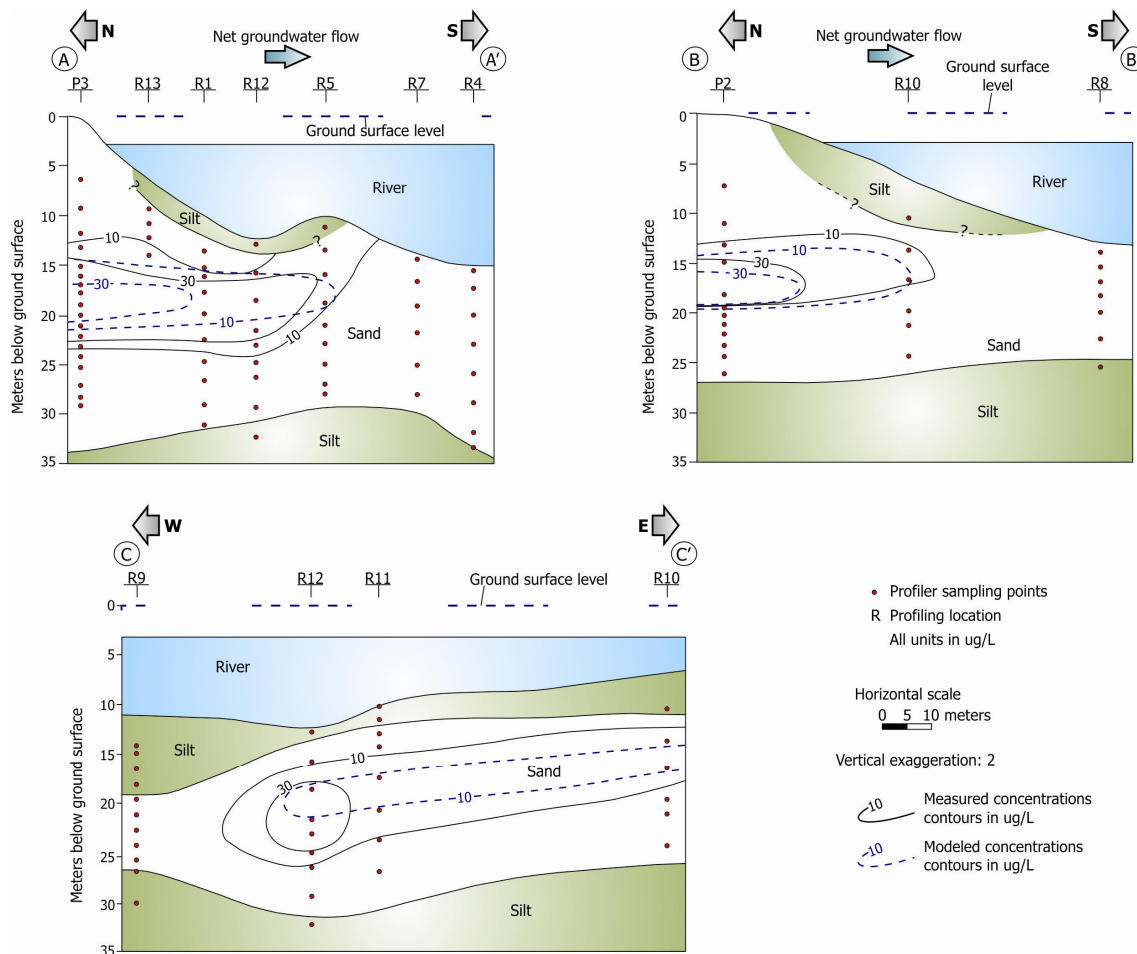 N
Net groundwater flow
S
A
A'
P3 R13 R1 R12 R5 R7 R4
Ground surface level
0
5
10
15
20
25
30
35
Meters below ground surface
River
?
Silt
?
10
30
30
10
10
Sand
Silt
N
Net groundwater flow
S
B
B
Ground surface
level
P2 R10 R8
0
5
10
15
20
25
30
35
Meters below ground surface
River
Silt
?
?
10
10
30
30
Sand
Silt
W
E
C
C'
R9 R12 R11 R10
Ground surface level
0
5
10
15
20
25
30
35
Meters below ground surface
River
Silt
10
Sand
30
10
Silt
Profiler sampling points
R Profiling location
All units in ug/L
Horizontal scale
0 5 10 meters
Vertical exaggeration: 2
10 Measured concentrations
contours in ug/L
10 Modeled concentrations
contours in ug/L